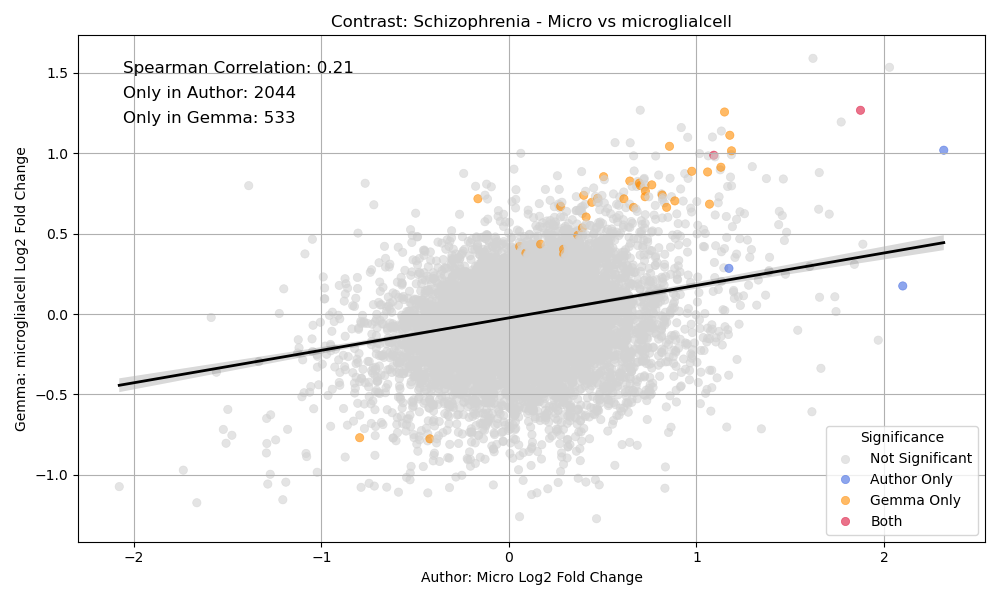 Contrast: Schizophrenia - Micro vs microglialcell
Spearman Correlation: 0.21
Only in Author: 2044
Only in Gemma: 533
Gemma: microglialcell Log2 Fold Change
1.5
1.0
0.5
0.0
−0.5
−1.0
Significance
Not Significant
Author Only
Gemma Only
Both
−2
−1
0
1
2
Author: Micro Log2 Fold Change